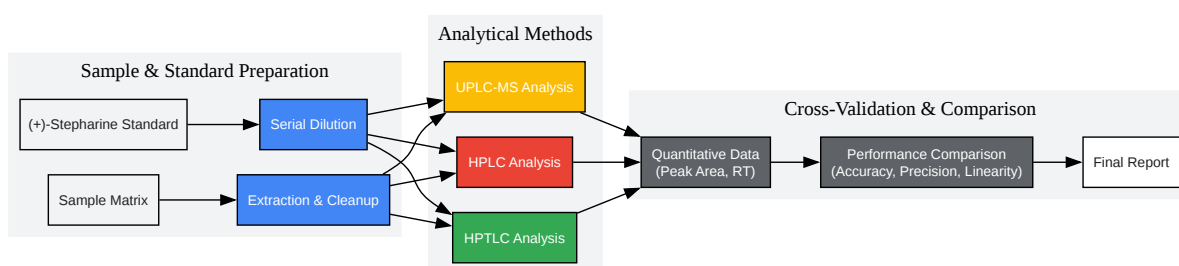 Sample & Standard Preparation
(+)-Stepharine Standard
Serial Dilution
Sample Matrix
Extraction & Cleanup
Analytical Methods
UPLC-MS Analysis
HPLC Analysis
HPTLC Analysis
Cross-Validation & Comparison
Quantitative Data
(Peak Area, RT)
Performance Comparison
(Accuracy, Precision, Linearity)
Final Report